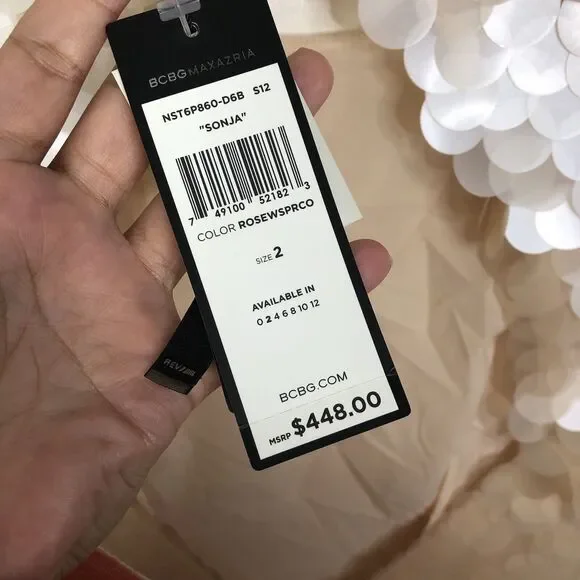 BCBGMAXAZRIA
NST6P860-D6B S12
"SONJA"
7 49100 52182 3
COLOR ROSEWSPRCO
SIZE 2
AVAILABLE IN
0 2 4 6 8 10 12
BCBG.COM
MSRP $448.00